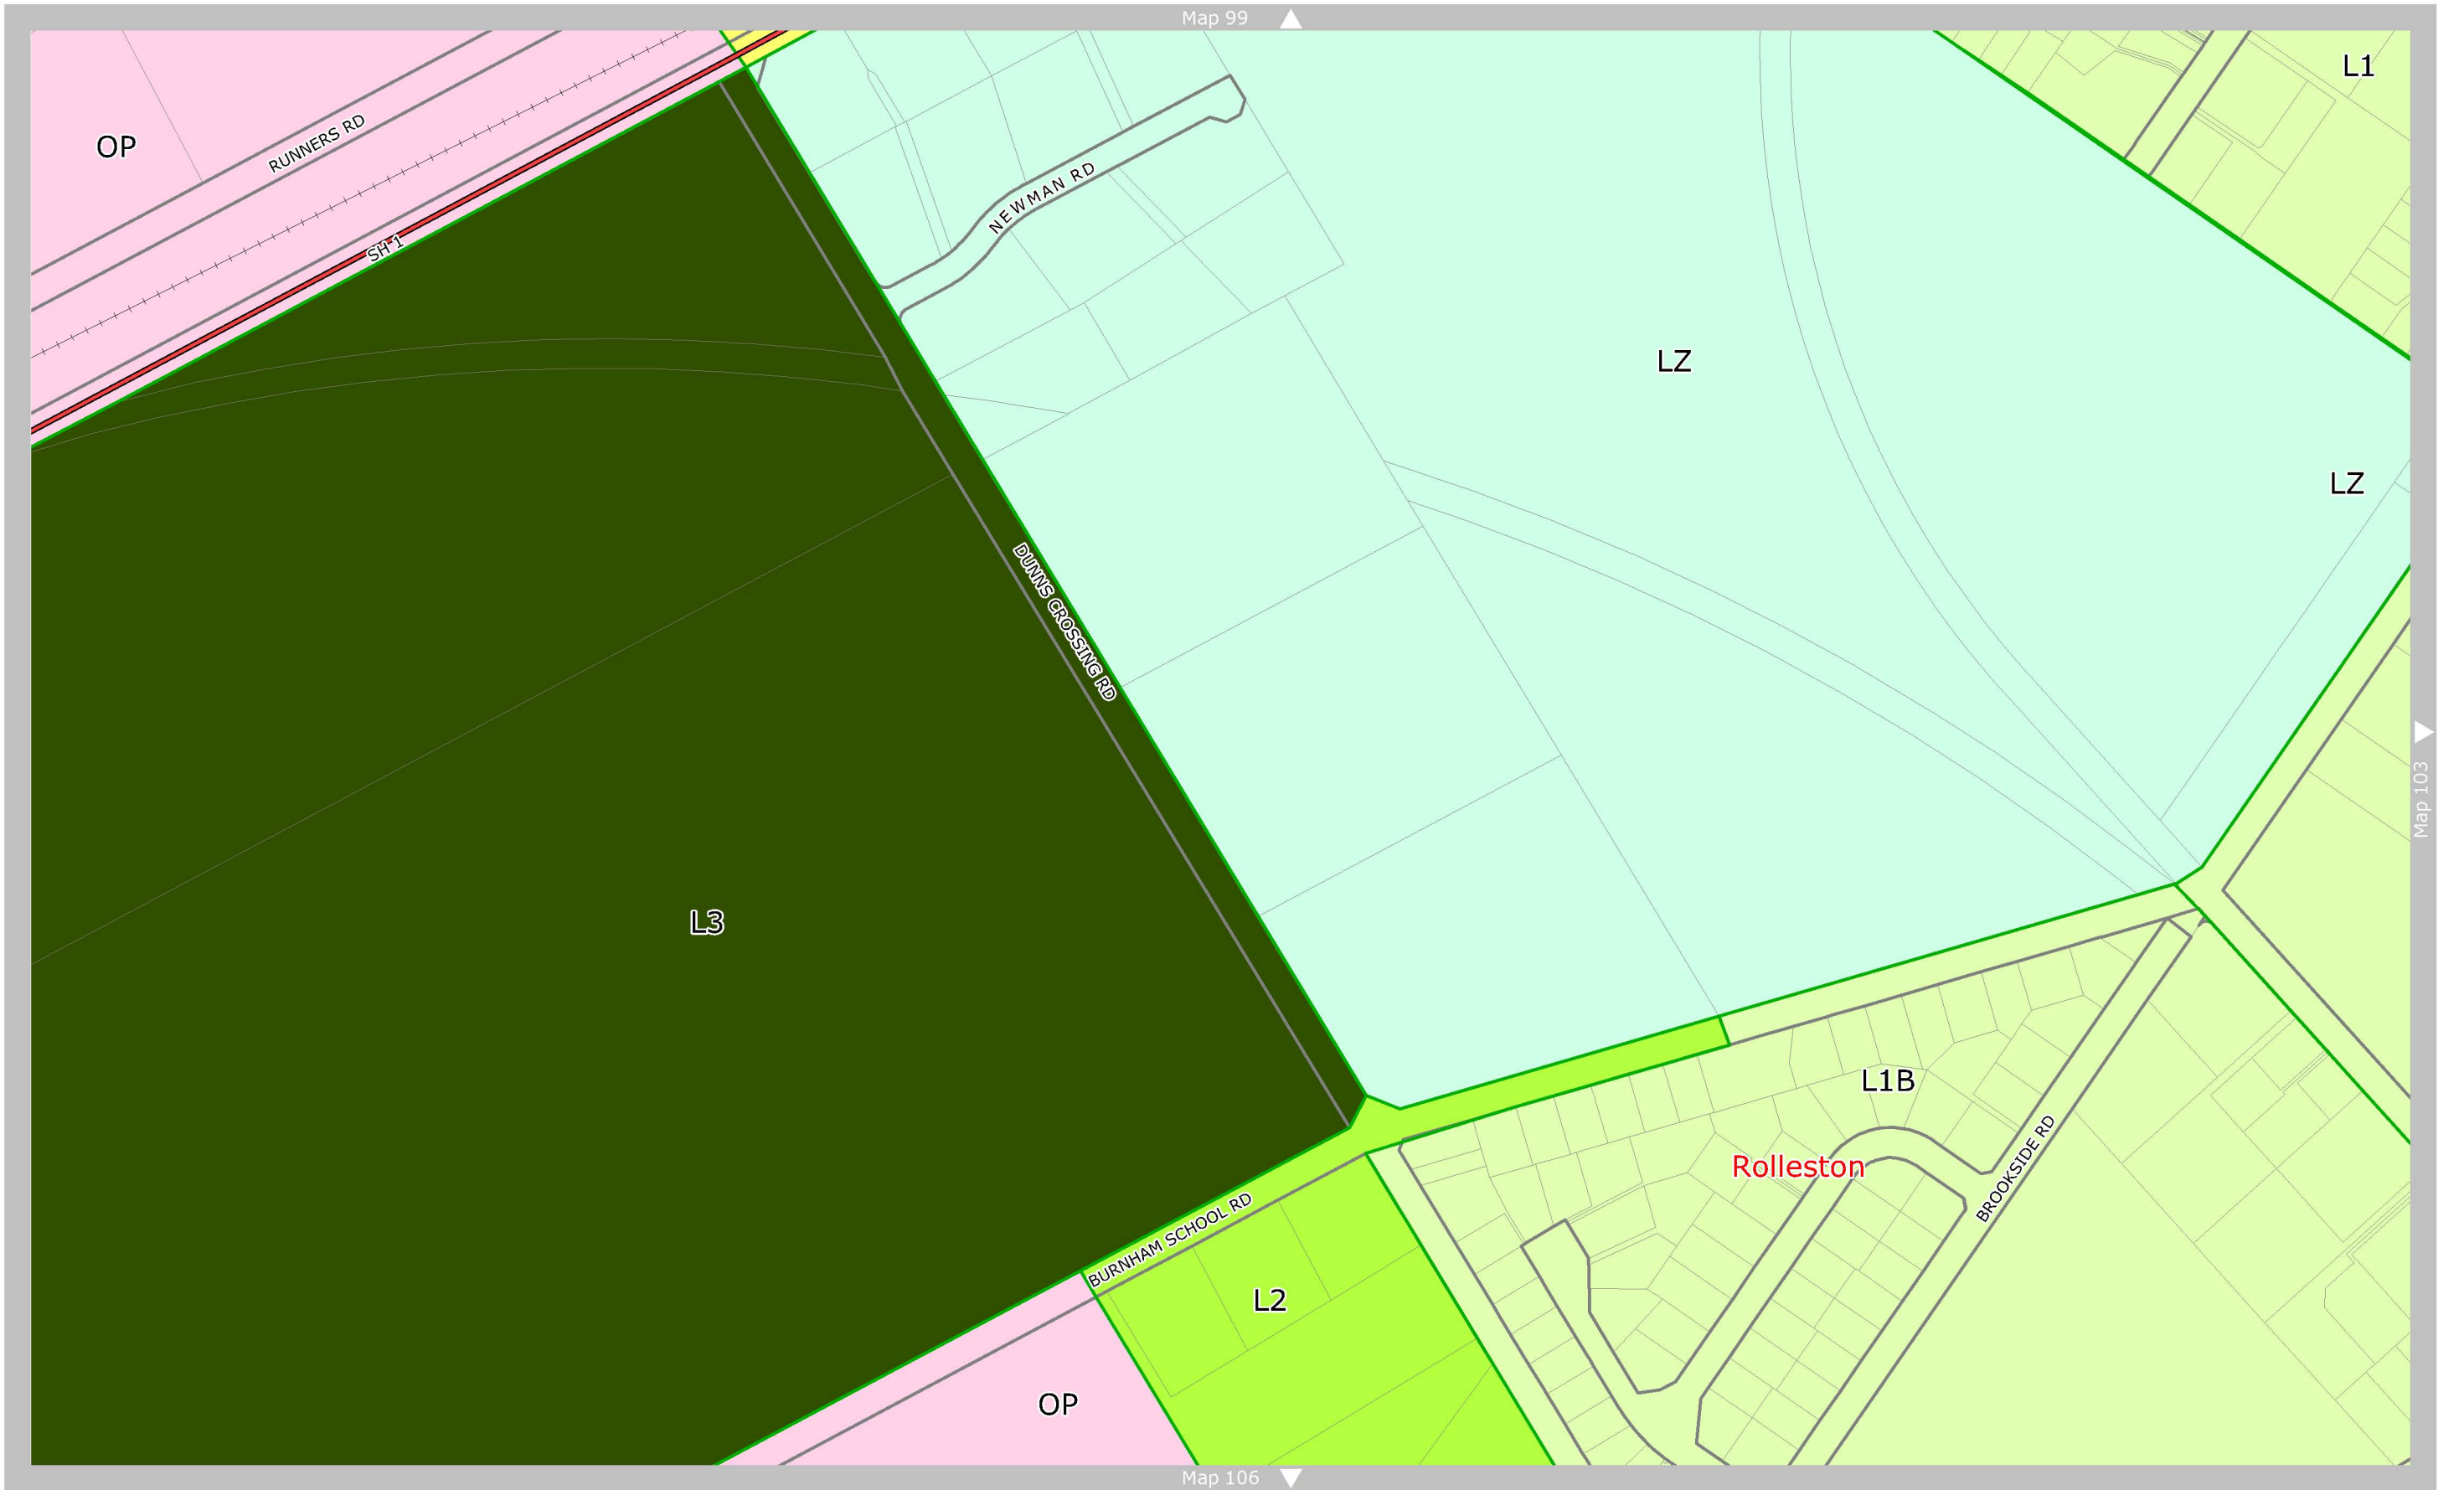 Map 99
L1
OP
RUNNERS RD
NEWMAN RD
SH 1
LZ
LZ
DUNNS CROSSING RD
Map 103
L3
L1B
Rolleston
BROOKSIDE RD
BURNHAM SCHOOL RD
L2
OP
Map 106